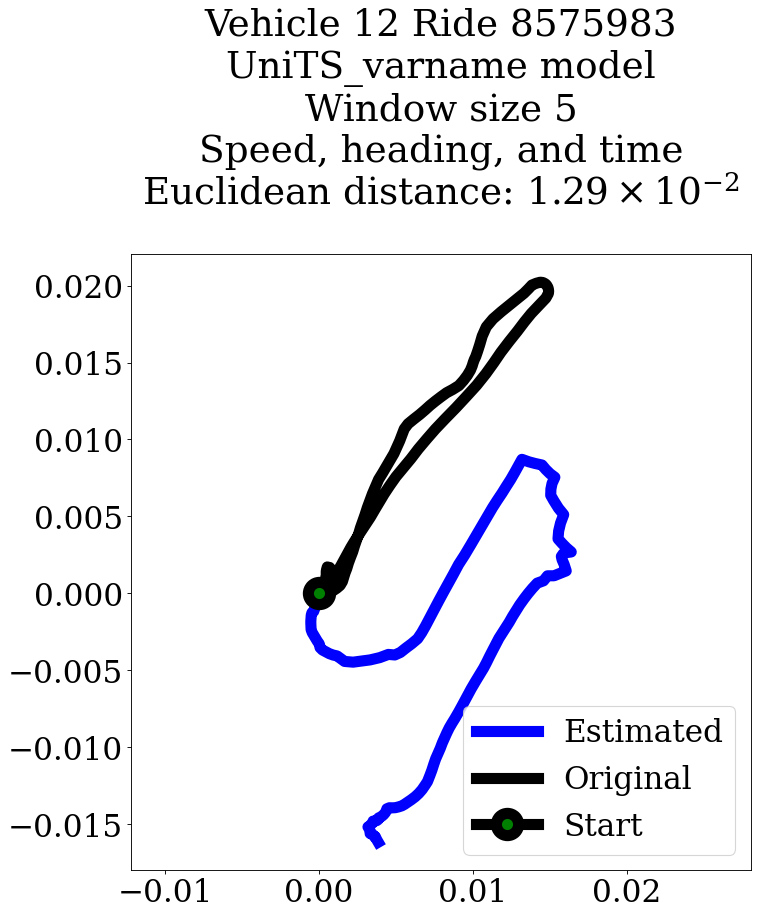 Vehicle 12 Ride 8575983
UniTS_varname model
Window size 5
Speed, heading, and time
Euclidean distance: 1.29 × 10⁻²
0.020
0.015
0.010
0.005
0.000
−0.005
−0.010
−0.015
Estimated
Original
Start
−0.01 0.00 0.01 0.02